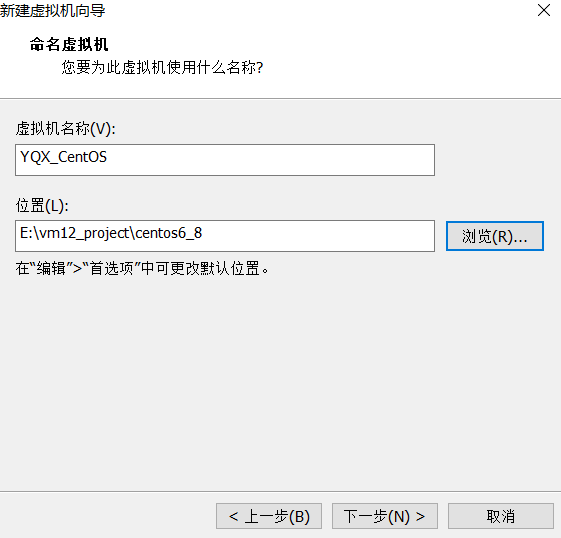 新建虚拟机向导
命名虚拟机
您要为此虚拟机使用什么名称?
虚拟机名称(V):
YQX_CentOS
位置(L):
E:\vm12_project\centos6_8
浏览(R)...
在“编辑”>“首选项”中可更改默认位置。
< 上一步(B)
下一步(N) >
取消